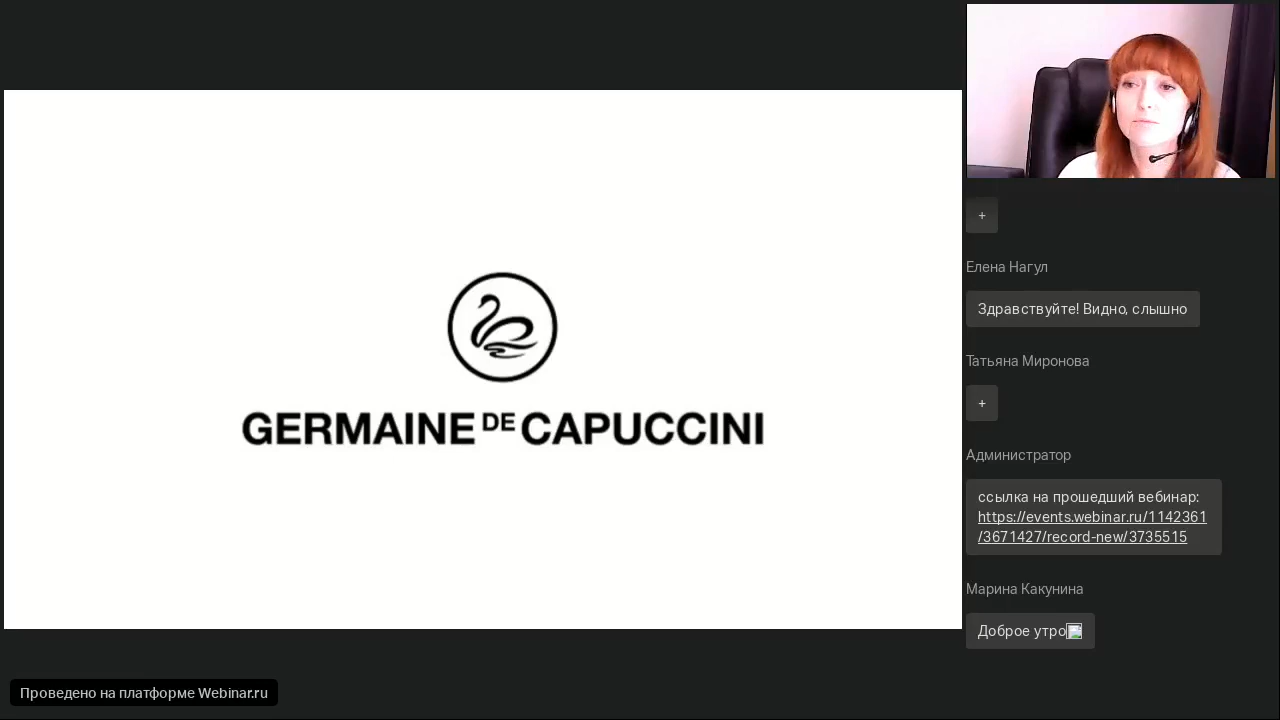 GERMAINE DE CAPUCCINI
+
Елена Нагул
Здравствуйте! Видно, слышно
Татьяна Миронова
+
Администратор
ссылка на прошедший вебинар:
https://events.webinar.ru/1142361
/3671427/record-new/3735515
Марина Какунина
Доброе утро
Проведено на платформе Webinar.ru